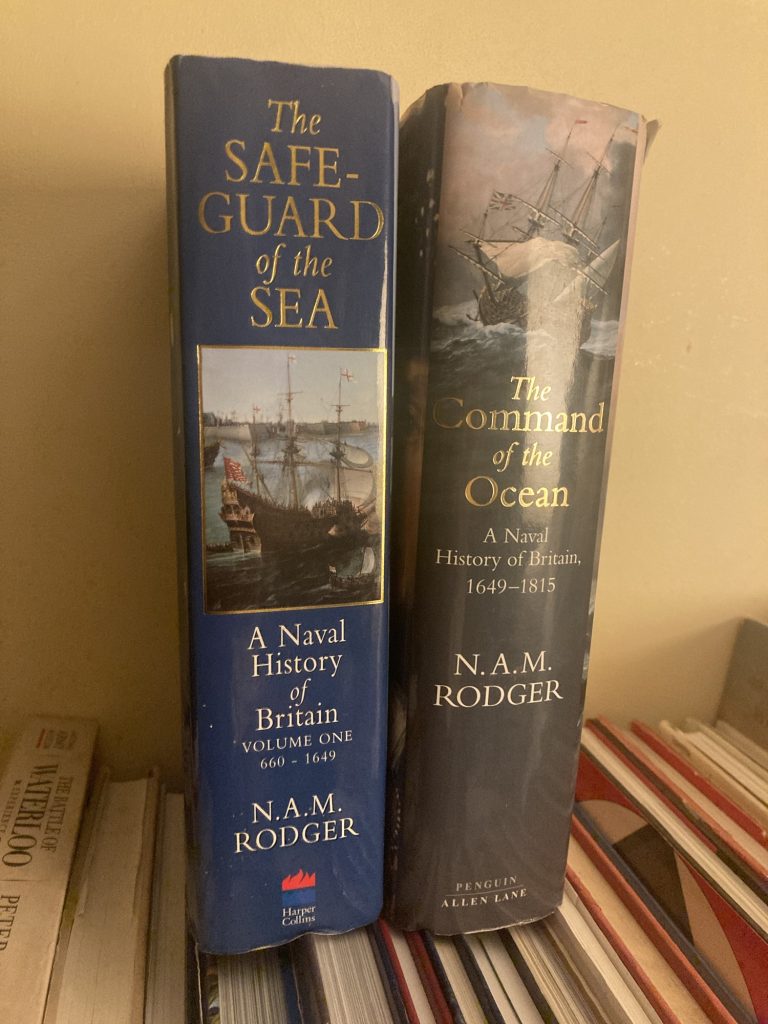 The
SAFE-
GUARD
of the
SEA
A Naval
History
of
Britain
VOLUME ONE
660 - 1649
N.A.M.
RODGER
Harper
Collins
The
Command
of the
Ocean
A Naval
History of Britain,
1649–1815
N.A.M.
RODGER
PENGUIN
ALLEN LANE
THE BATTLE OF
WATERLOO
PETER